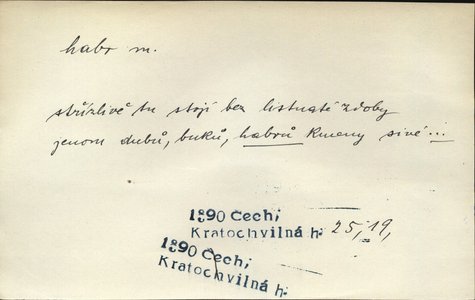 habr m.
střízlivě tu stojí bez listnaté zdoby
jenom dubů, buků, habrů kmeny sivé...
1890 Čech,
Kratochvilná h. 25, 19,
1890 Čech,
Kratochvilná h.